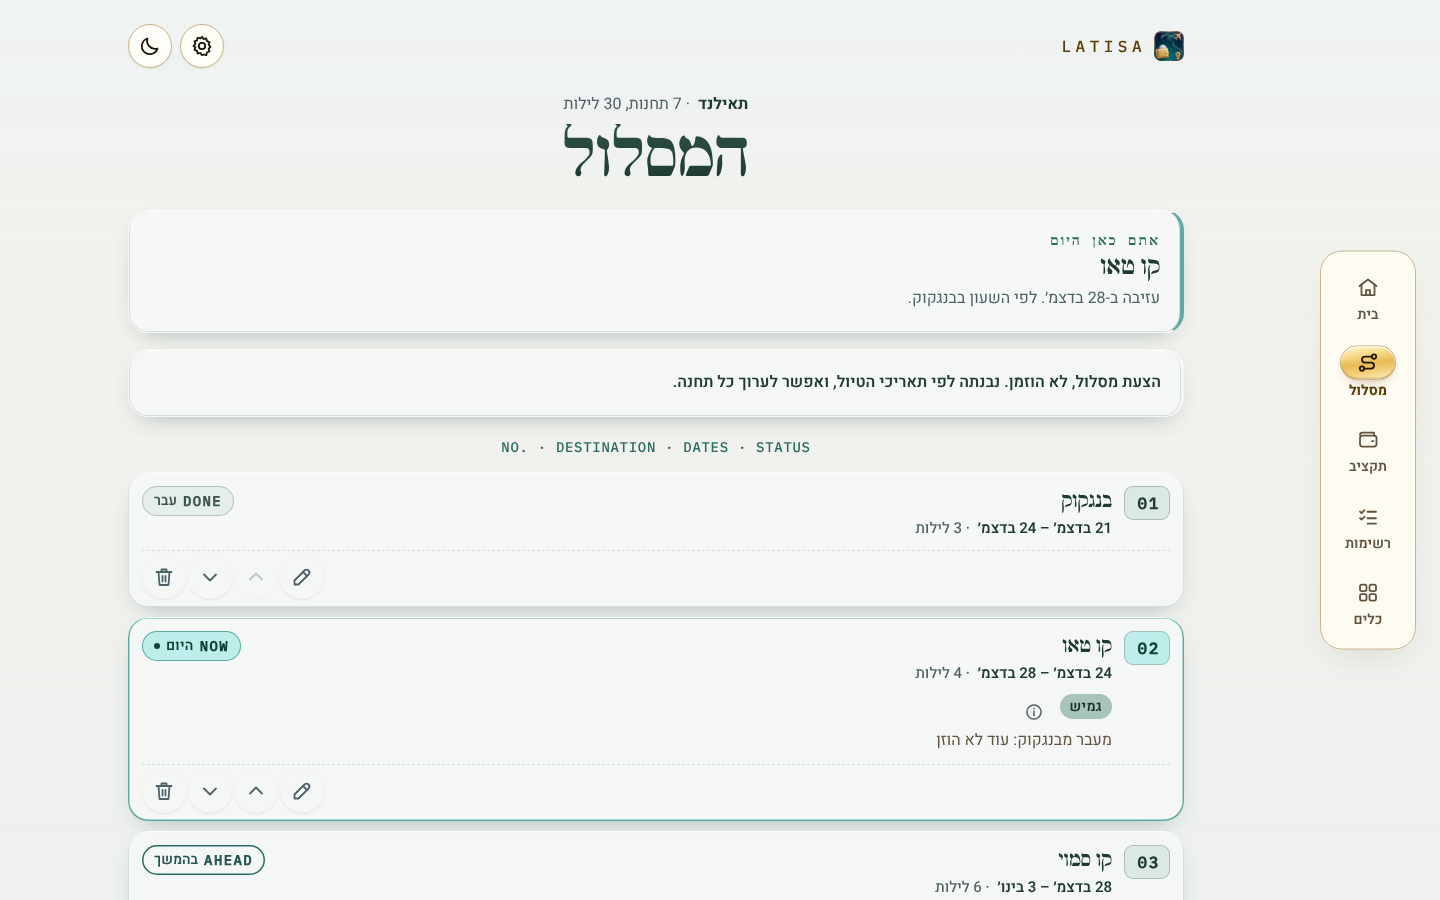 LATISA
תאילנד · 7 תחנות, 30 לילות
המסלול
אתם כאן היום
קו טאו
עזיבה ב-28 בדצמ׳. לפי השעון בבנגקוק.
הצעת מסלול, לא הוזמן. נבנתה לפי תאריכי הטיול, ואפשר לערוך כל תחנה.
NO. · DESTINATION · DATES · STATUS
01
בנגקוק
DONE עבר
21 בדצמ׳ – 24 בדצמ׳ · 3 לילות
02
קו טאו
NOW היום
24 בדצמ׳ – 28 בדצמ׳ · 4 לילות
גמיש
מעבר מבנגקוק: עוד לא הוזן
03
קו סמוי
AHEAD בהמשך
28 בדצמ׳ – 3 בינו׳ · 6 לילות
בית
מסלול
תקציב
רשימות
כלים